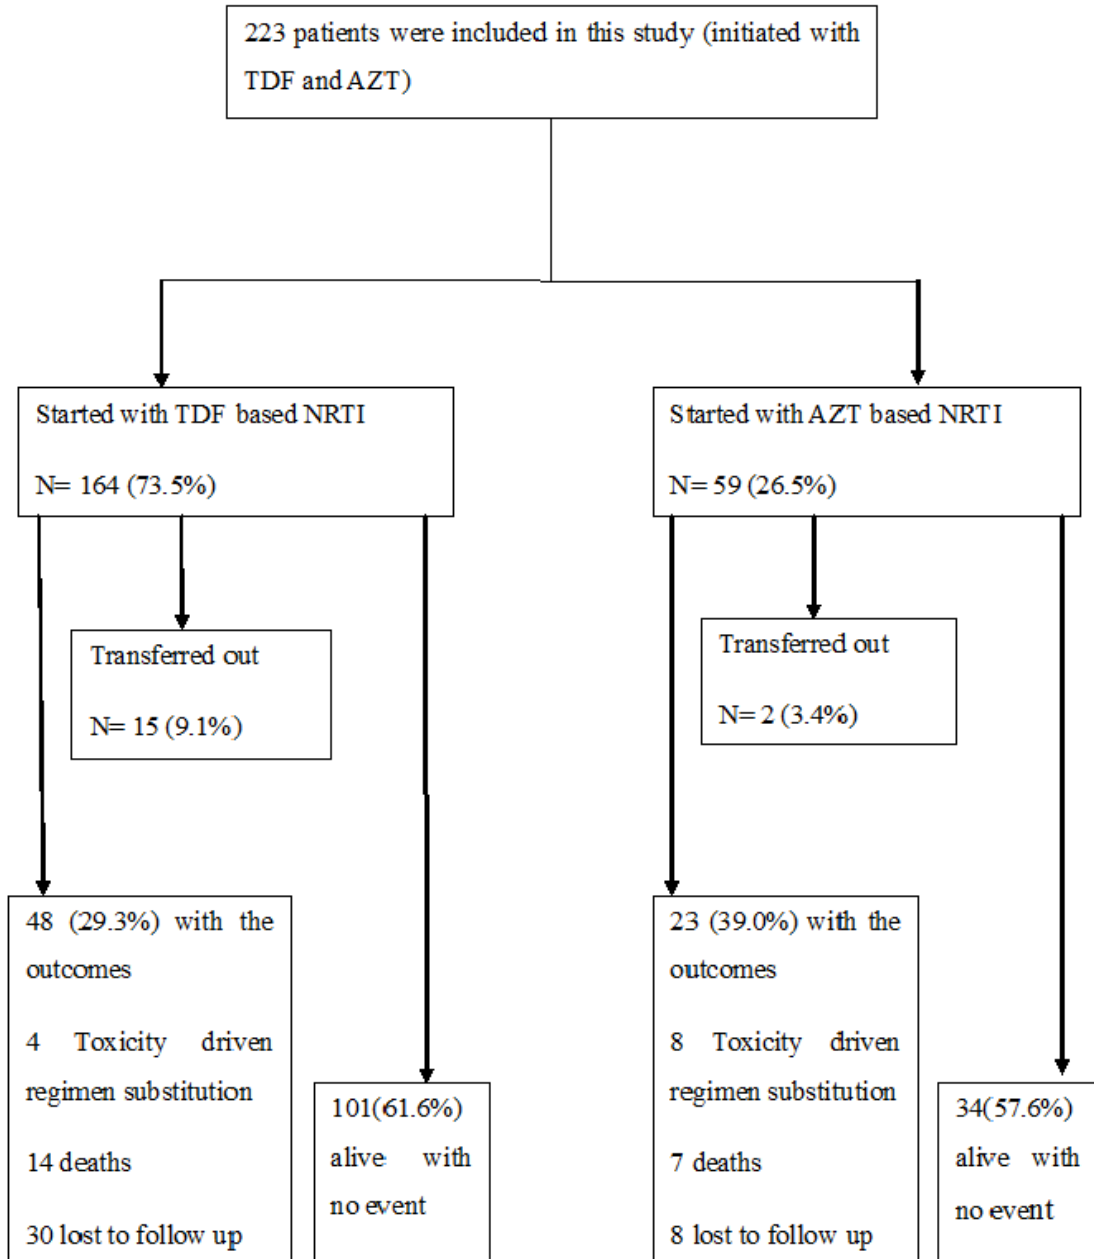 223 patients were included in this study (initiated with
TDF and AZT)
Started with TDF based NRTI
N= 164 (73.5%)
Started with AZT based NRTI
N= 59 (26.5%)
Transferred out
N= 15 (9.1%)
Transferred out
N= 2 (3.4%)
48 (29.3%) with the
outcomes
4 Toxicity driven
regimen substitution
14 deaths
30 lost to follow up
101(61.6%)
alive with
no event
23 (39.0%) with the
outcomes
8 Toxicity driven
regimen substitution
7 deaths
8 lost to follow up
34(57.6%)
alive with
no event